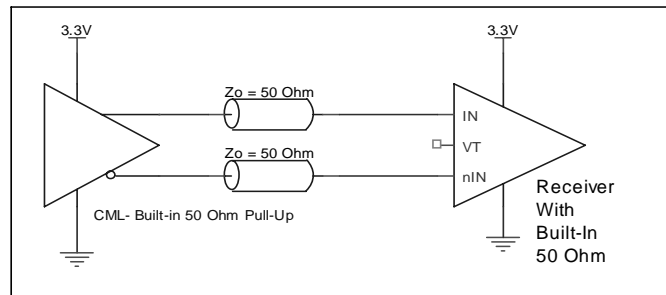 3.3V
3.3V
Zo = 50 Ohm
IN
VT
Zo = 50 Ohm
nIN
CML- Built-in 50 Ohm Pull-Up
Receiver
With
Built-In
50 Ohm